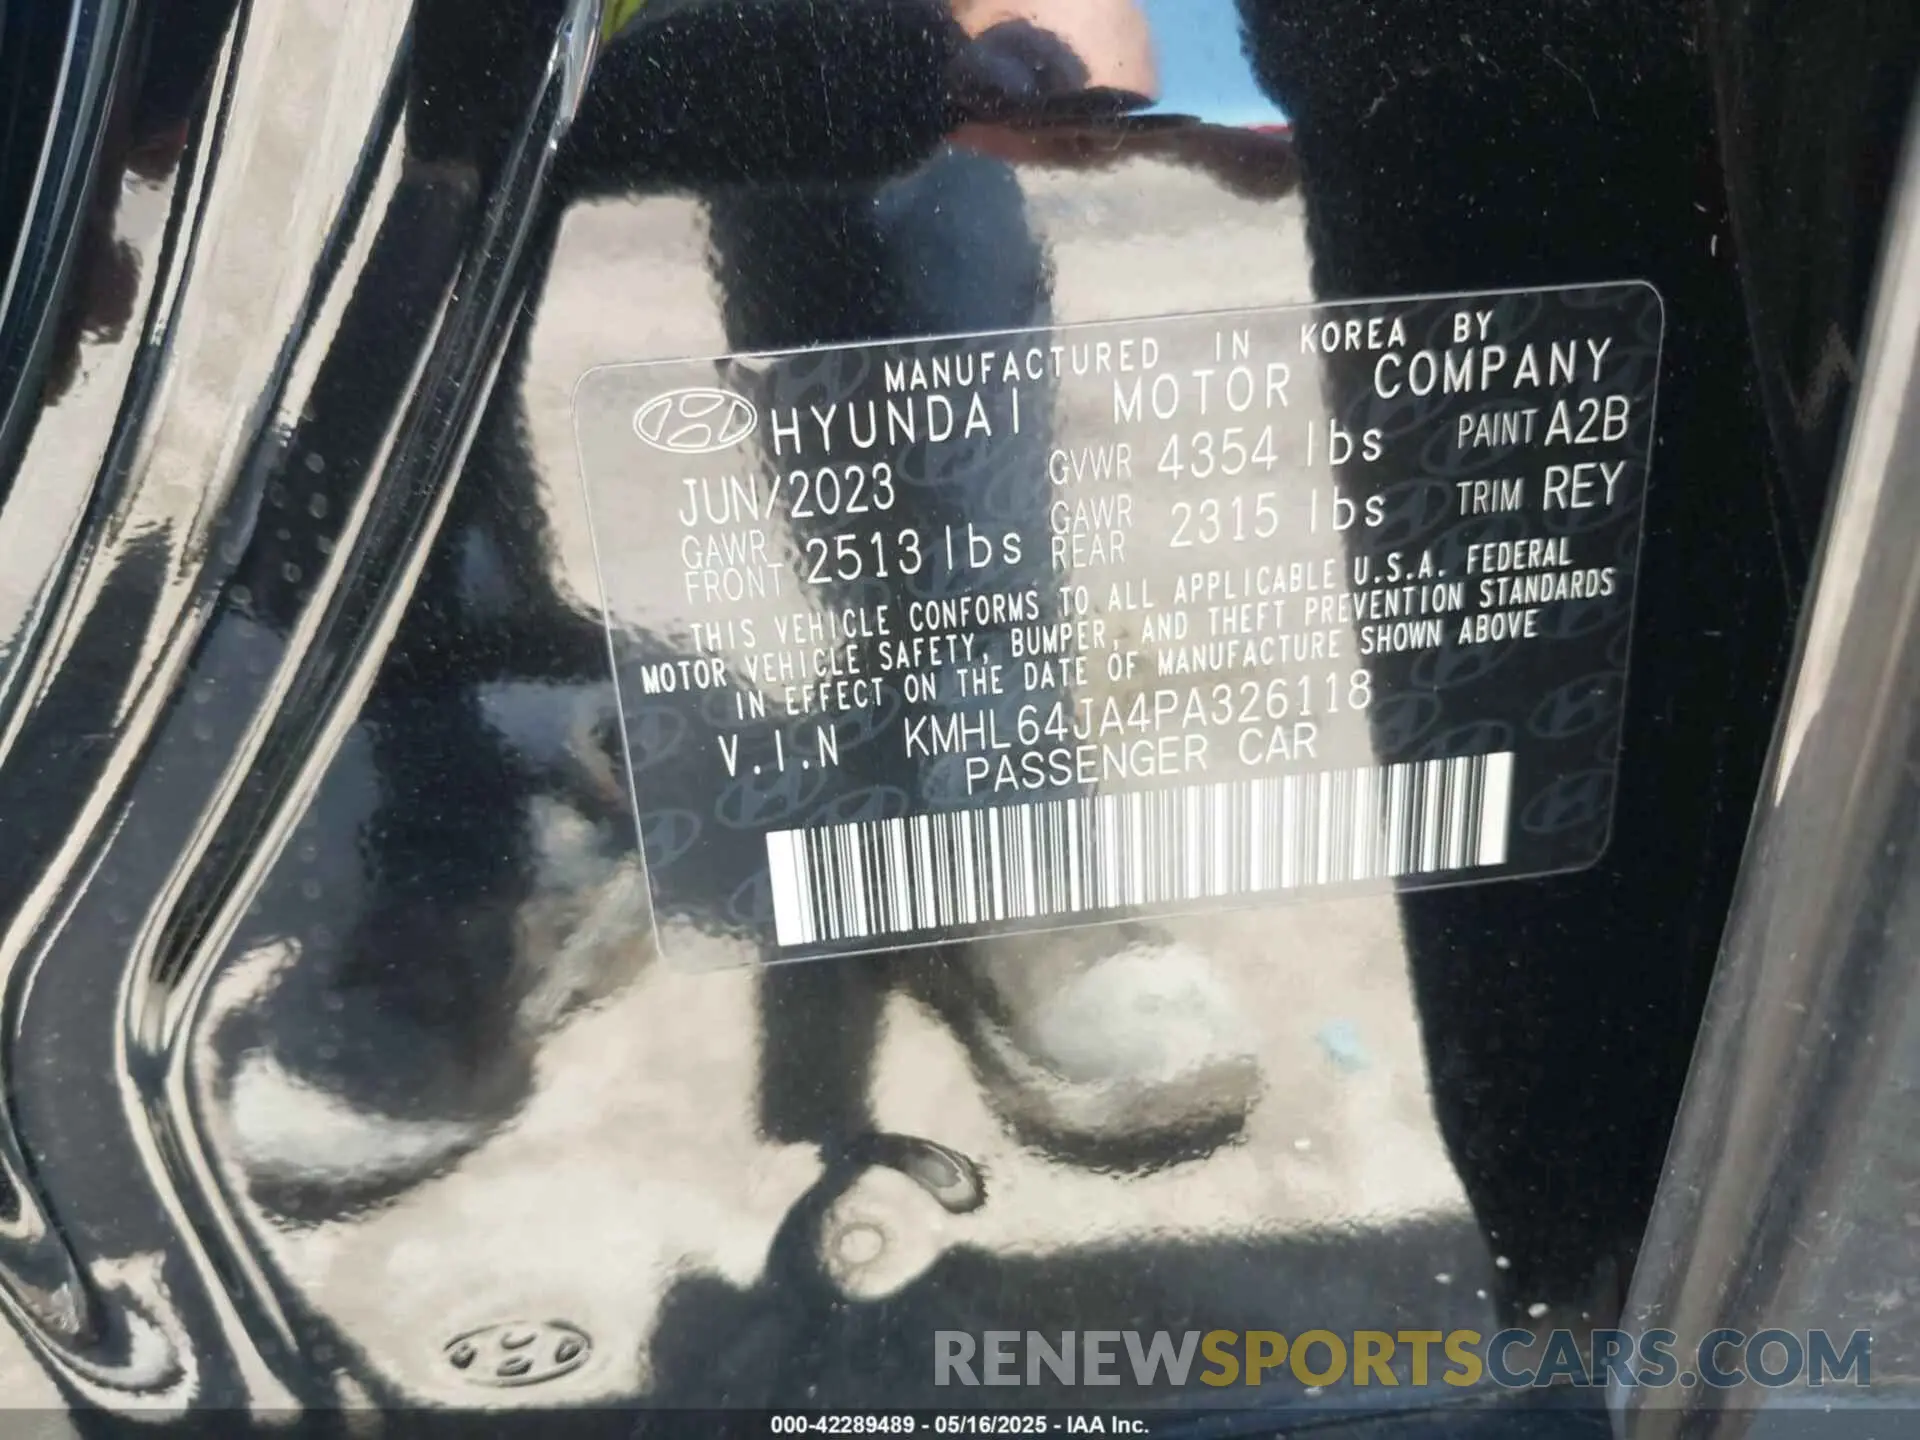 MANUFACTURED IN KOREA BY
HYUNDAI MOTOR COMPANY
JUN/2023 GVWR 4354 lbs PAINT A2B
GAWR FRONT 2513 lbs GAWR REAR 2315 lbs TRIM REY
THIS VEHICLE CONFORMS TO ALL APPLICABLE U.S.A. FEDERAL
MOTOR VEHICLE SAFETY, BUMPER, AND THEFT PREVENTION STANDARDS
IN EFFECT ON THE DATE OF MANUFACTURE SHOWN ABOVE
V.I.N KMHL64JA4PA326118
PASSENGER CAR
RENEWSPORTSCARS.COM
000-42289489 - 05/16/2025 - IAA Inc.